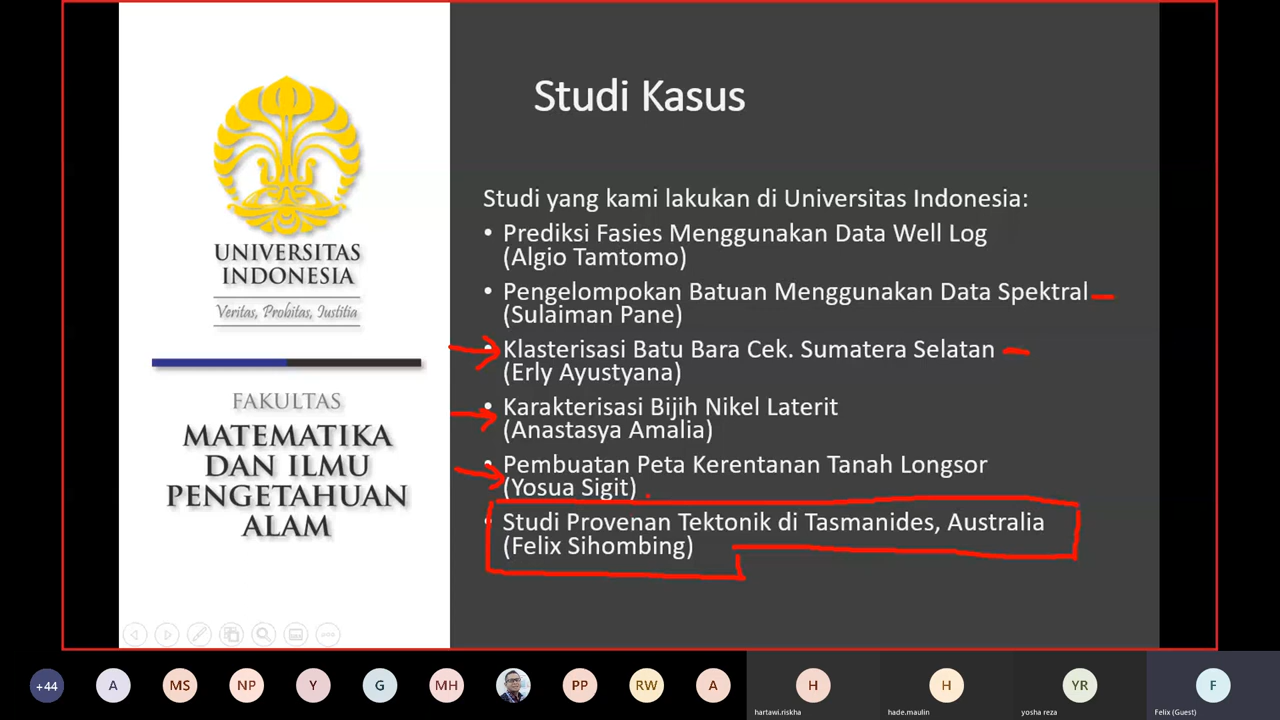 Studi Kasus
UNIVERSITAS
INDONESIA
Veritas, Probitas, Iustitia
FAKULTAS
MATEMATIKA
DAN ILMU
PENGETAHUAN
ALAM
Studi yang kami lakukan di Universitas Indonesia:
• Prediksi Fasies Menggunakan Data Well Log
(Algio Tamtomo)
• Pengelompokan Batuan Menggunakan Data Spektral
(Sulaiman Pane)
• Klasterisasi Batu Bara Cek. Sumatera Selatan
(Erly Ayustyana)
• Karakterisasi Bijih Nikel Laterit
(Anastasya Amalia)
• Pembuatan Peta Kerentanan Tanah Longsor
(Yosua Sigit)
• Studi Provenan Tektonik di Tasmanides, Australia
(Felix Sihombing)
+44
A
MS
NP
Y
G
MH
PP
RW
A
H
hartawi.riskha
H
hade.maulin
YR
yosha reza
F
Felix (Guest)